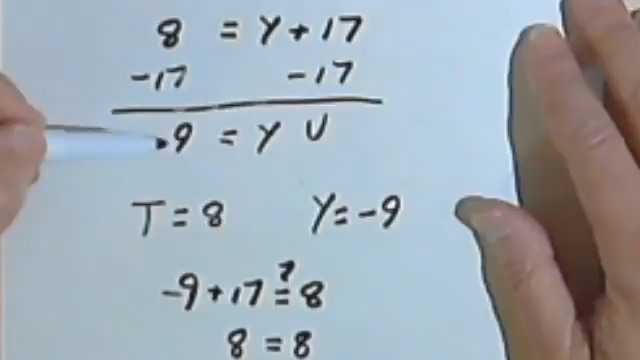 8 = Y + 17
-17 -17
-9 = Y U
T = 8 Y = -9
-9 + 17 ≟ 8
8 = 8